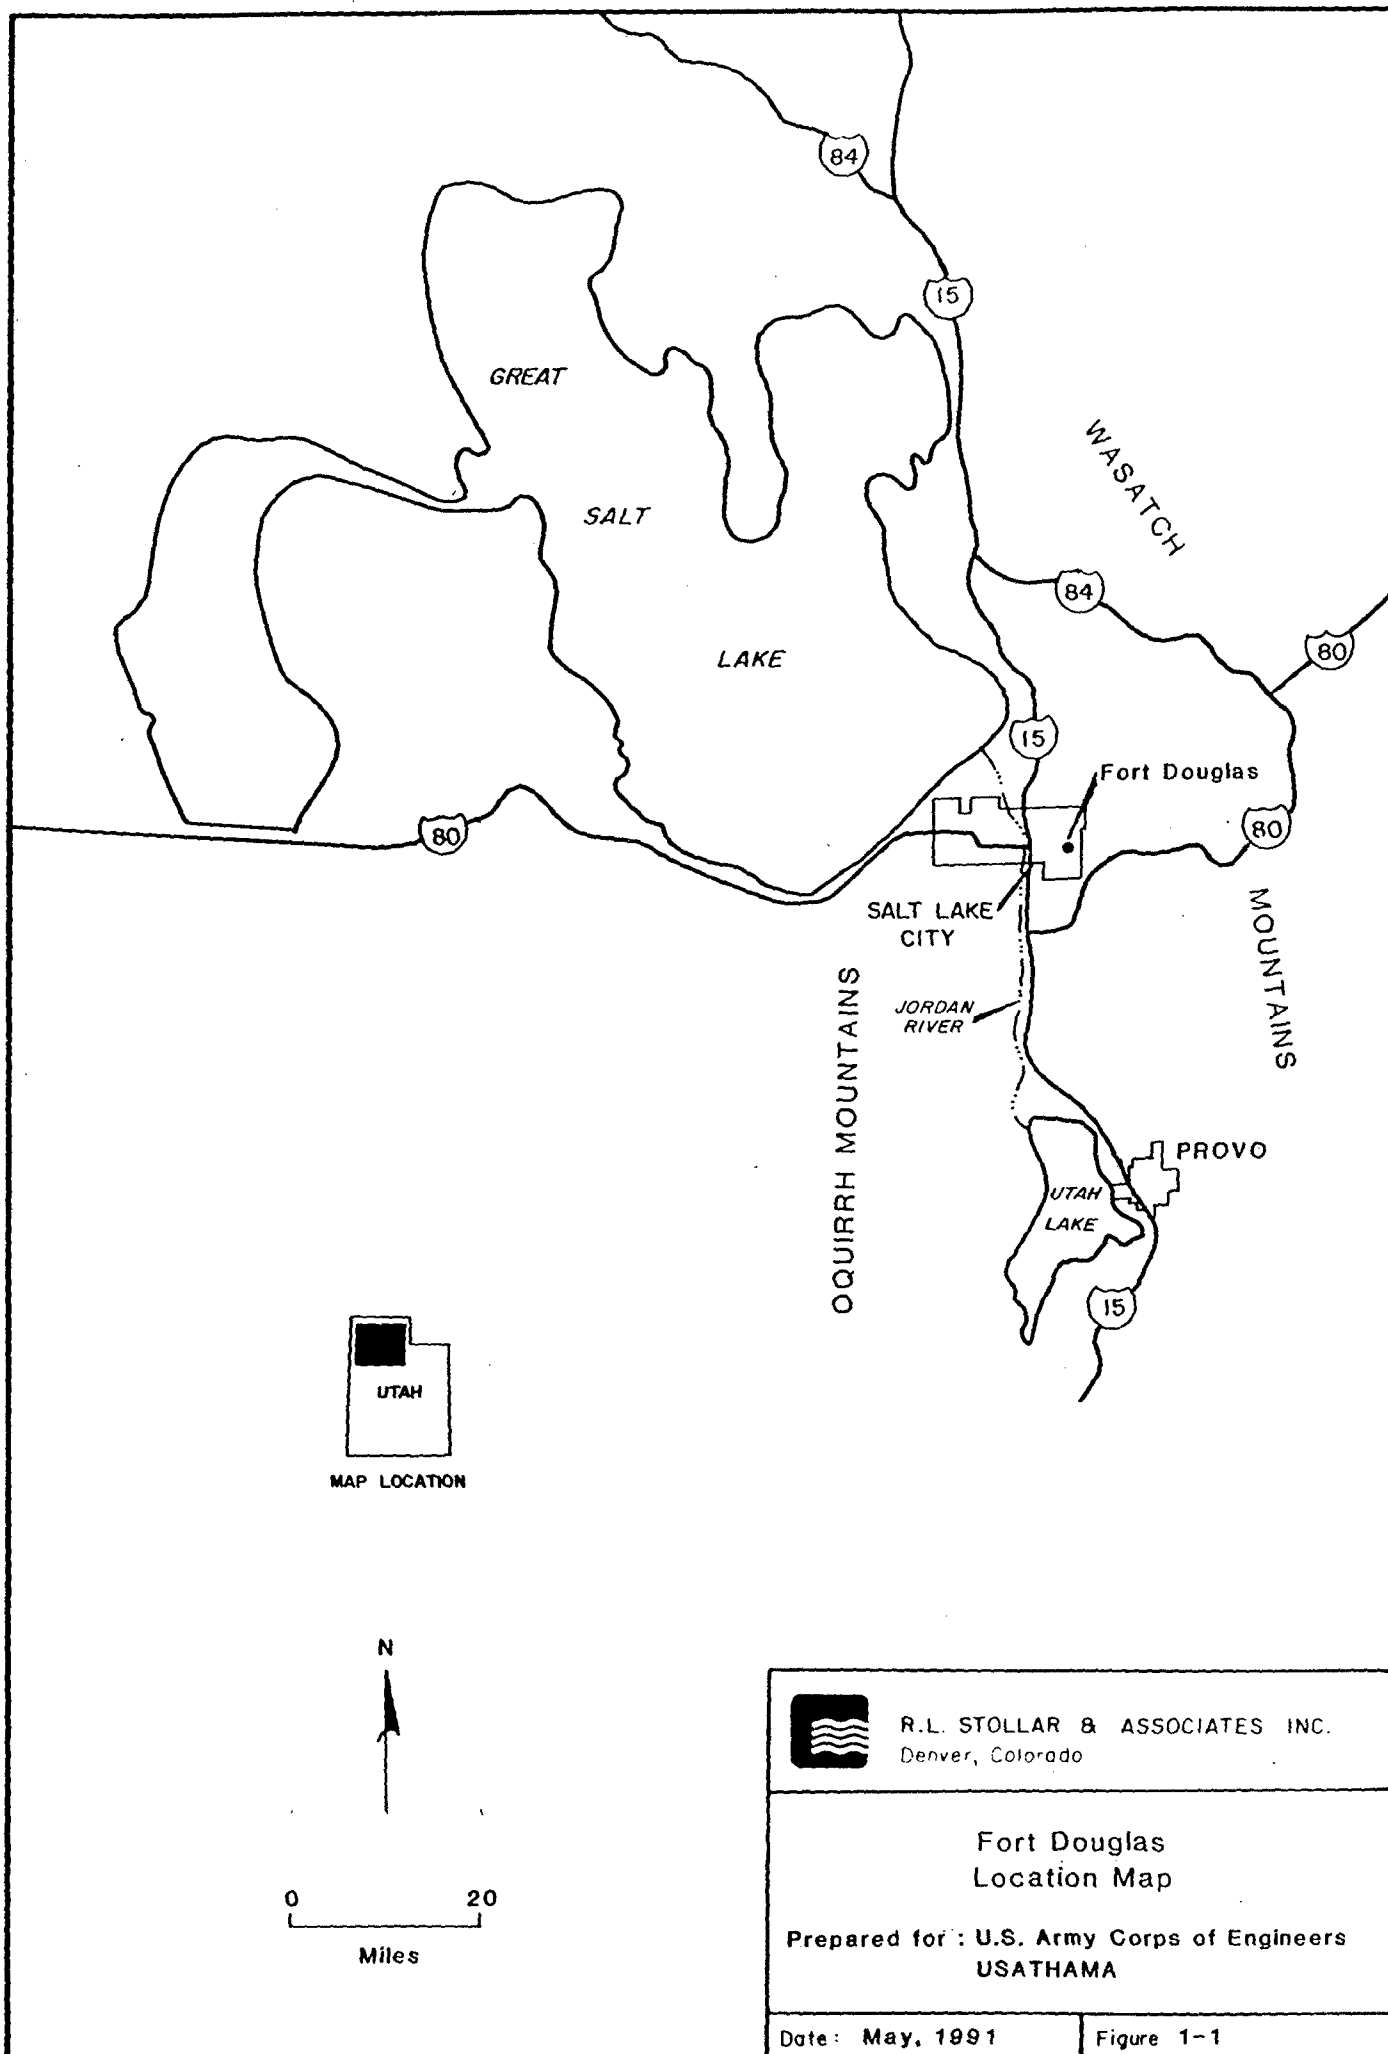 84
15
GREAT
WASATCH
SALT
84
80
LAKE
15
Fort Douglas
80
80
SALT LAKE
CITY
MOUNTAINS
OQUIRRH MOUNTAINS
JORDAN
RIVER
PROVO
UTAH
LAKE
15
UTAH
MAP LOCATION
N
0 20
Miles
R.L. STOLLAR & ASSOCIATES INC.
Denver, Colorado
Fort Douglas
Location Map
Prepared for : U.S. Army Corps of Engineers
USATHAMA
Date : May, 1991
Figure 1-1